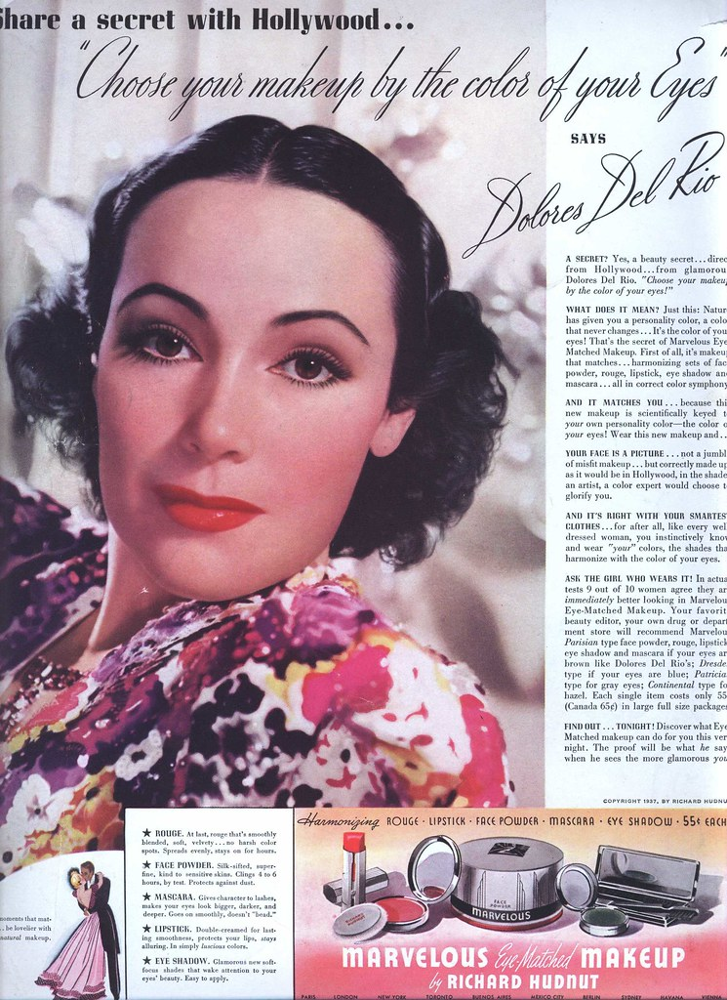 Share a secret with Hollywood...
"Choose your makeup by the color of your Eyes"
SAYS
Dolores Del Rio
A SECRET? Yes, a beauty secret...direc
from Hollywood...from glamorou
Dolores Del Rio. "Choose your makeup
by the color of your eyes!"
WHAT DOES IT MEAN? Just this: Natur
has given you a personality color, a colo
that never changes...It's the color of you
eyes! That's the secret of Marvelous Eye
Matched Makeup. First of all, it's makeu
that matches...harmonizing sets of fac
powder, rouge, lipstick, eye shadow an
mascara...all in correct color symphony
AND IT MATCHES YOU...because thi
new makeup is scientifically keyed t
your own personality color—the color o
your eyes! Wear this new makeup and..
YOUR FACE IS A PICTURE...not a jumbl
of misfit makeup...but correctly made up
as it would be in Hollywood, in the shade
an artist, a color expert would choose t
glorify you.
AND IT'S RIGHT WITH YOUR SMARTES
CLOTHES...for after all, like every wel
dressed woman, you instinctively know
and wear "your" colors, the shades tha
harmonize with the color of your eyes.
ASK THE GIRL WHO WEARS IT! In actua
tests 9 out of 10 women agree they ar
immediately better looking in Marvelou
Eye-Matched Makeup. Your favorit
beauty editor, your own drug or depart
ment store will recommend Marvelou
Parisian type face powder, rouge, lipstick
eye shadow and mascara if your eyes ar
brown like Dolores Del Rio's; Dresde
type if your eyes are blue; Patricia
type for gray eyes; Continental type fo
hazel. Each single item costs only 55
(Canada 65¢) in large full size packages
FIND OUT...TONIGHT! Discover what Eye
Matched makeup can do for you this ver
night. The proof will be what he say
when he sees the more glamorous you
COPYRIGHT 1937, BY RICHARD HUDNU
moments that mat-
.. be lovelier with
natural makeup.
★ ROUGE. At last, rouge that's smoothly
blended, soft, velvety...no harsh color
spots. Spreads evenly, stays on for hours.
★ FACE POWDER. Silk-sifted, super-
fine, kind to sensitive skins. Clings 4 to 6
hours, by test. Protects against dust.
★ MASCARA. Gives character to lashes,
makes your eyes look bigger, darker, and
deeper. Goes on smoothly, doesn't "bead."
★ LIPSTICK. Double-creamed for last-
ing smoothness, protects your lips, stays
alluring. In simply luscious colors.
★ EYE SHADOW. Glamorous new soft-
focus shades that wake attention to your
eyes' beauty. Easy to apply.
Harmonizing ROUGE · LIPSTICK · FACE POWDER · MASCARA · EYE SHADOW · 55¢ EACH
FACE
POWDER
MARVELOUS
MARVELOUS Eye-Matched MAKEUP
by RICHARD HUDNUT
PARIS LONDON NEW YORK TORONTO BUENOS AIRES MEXICO CITY BERLIN SYDNEY HAVANA VIENNA